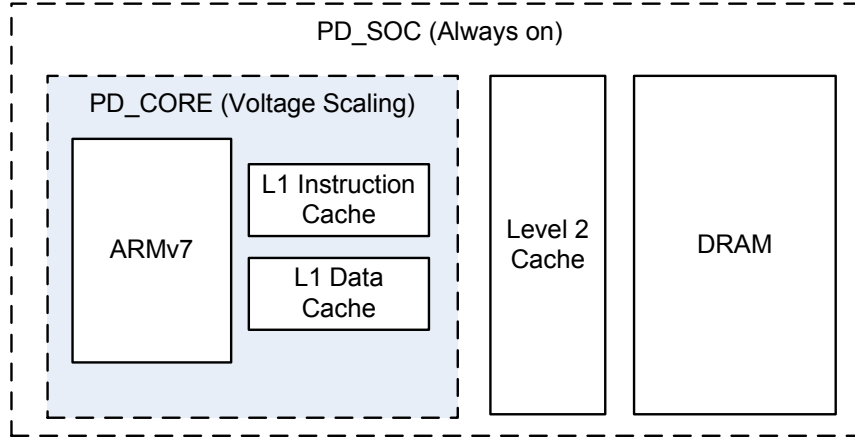 PD_SOC (Always on)
PD_CORE (Voltage Scaling)
ARMv7
L1 Instruction
Cache
L1 Data
Cache
Level 2
Cache
DRAM